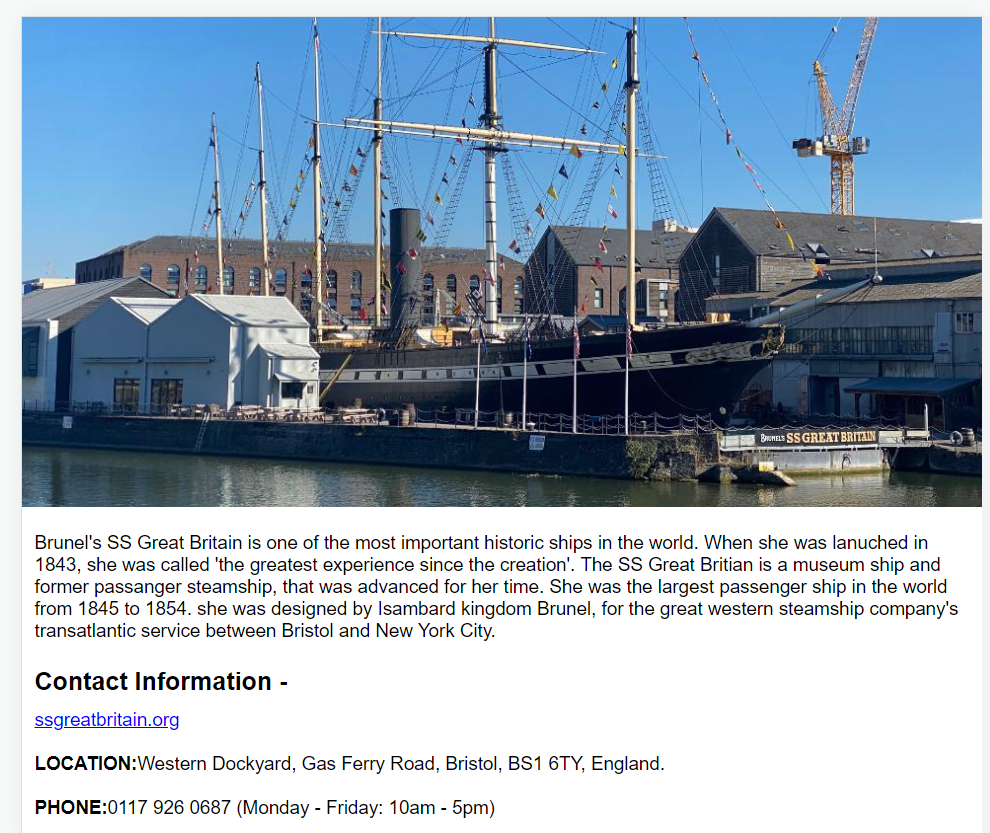 BRUNEL'S SS GREAT BRITAIN
Brunel's SS Great Britain is one of the most important historic ships in the world. When she was lanuched in
1843, she was called 'the greatest experience since the creation'. The SS Great Britian is a museum ship and
former passanger steamship, that was advanced for her time. She was the largest passenger ship in the world
from 1845 to 1854. she was designed by Isambard kingdom Brunel, for the great western steamship company's
transatlantic service between Bristol and New York City.
Contact Information -
ssgreatbritain.org
LOCATION:Western Dockyard, Gas Ferry Road, Bristol, BS1 6TY, England.
PHONE:0117 926 0687 (Monday - Friday: 10am - 5pm)